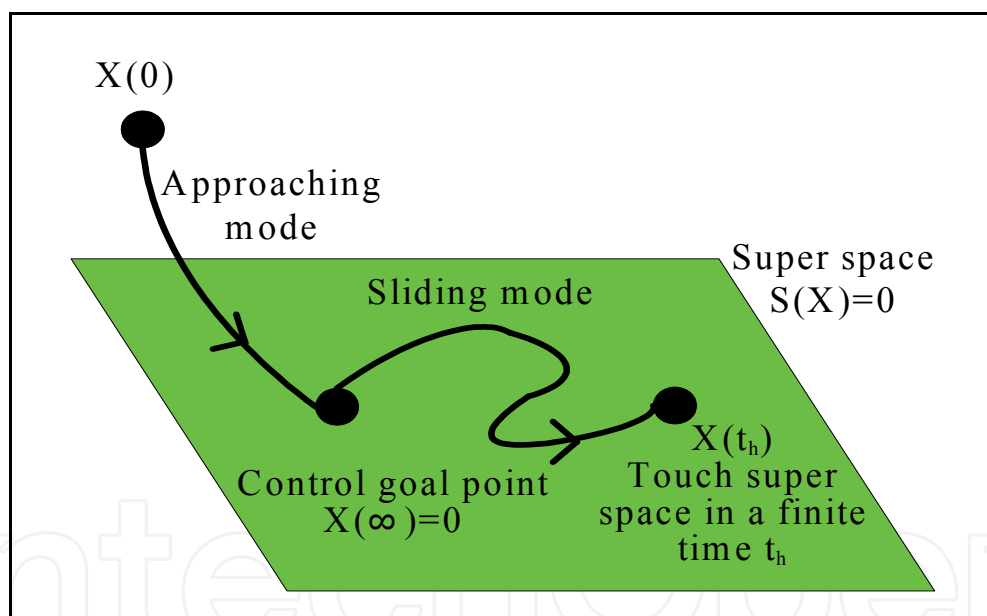 X(0)
Approaching
mode
Super space
S(X)=0
Sliding mode
Control goal point
X(∞)=0
X(tₕ)
Touch super
space in a finite
time tₕ